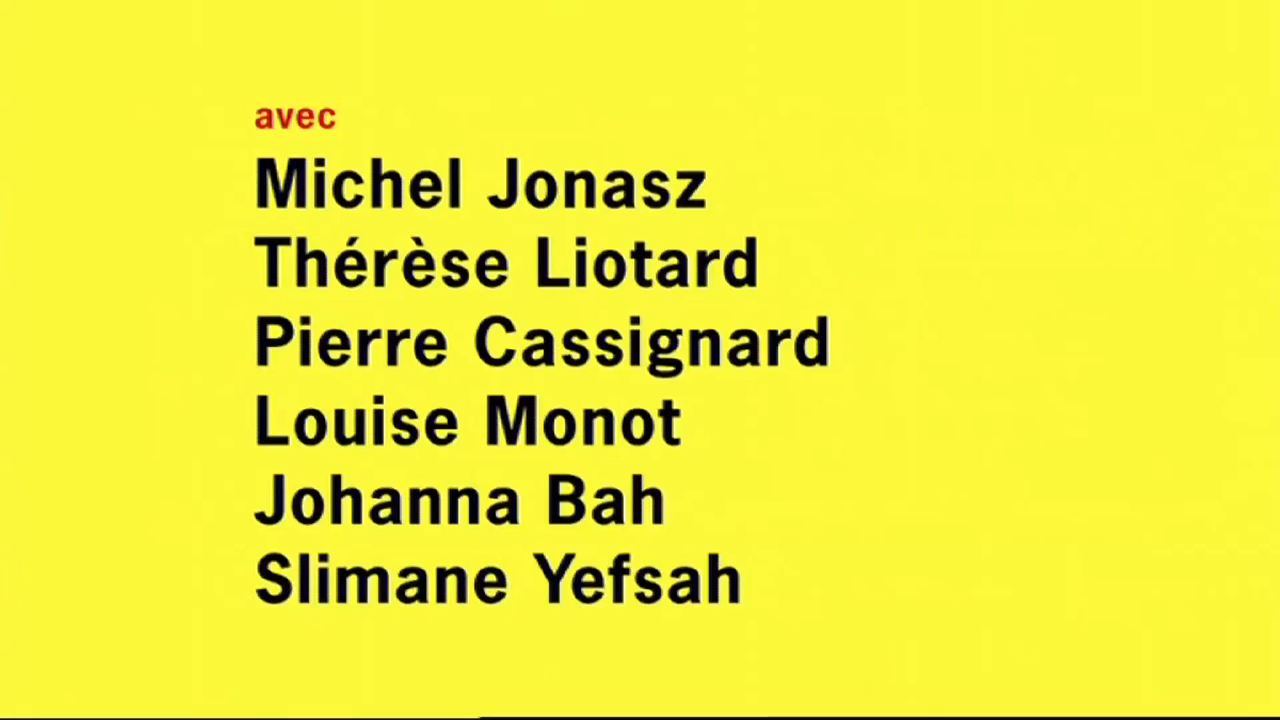 avec
Michel Jonasz
Thérèse Liotard
Pierre Cassignard
Louise Monot
Johanna Bah
Slimane Yefsah